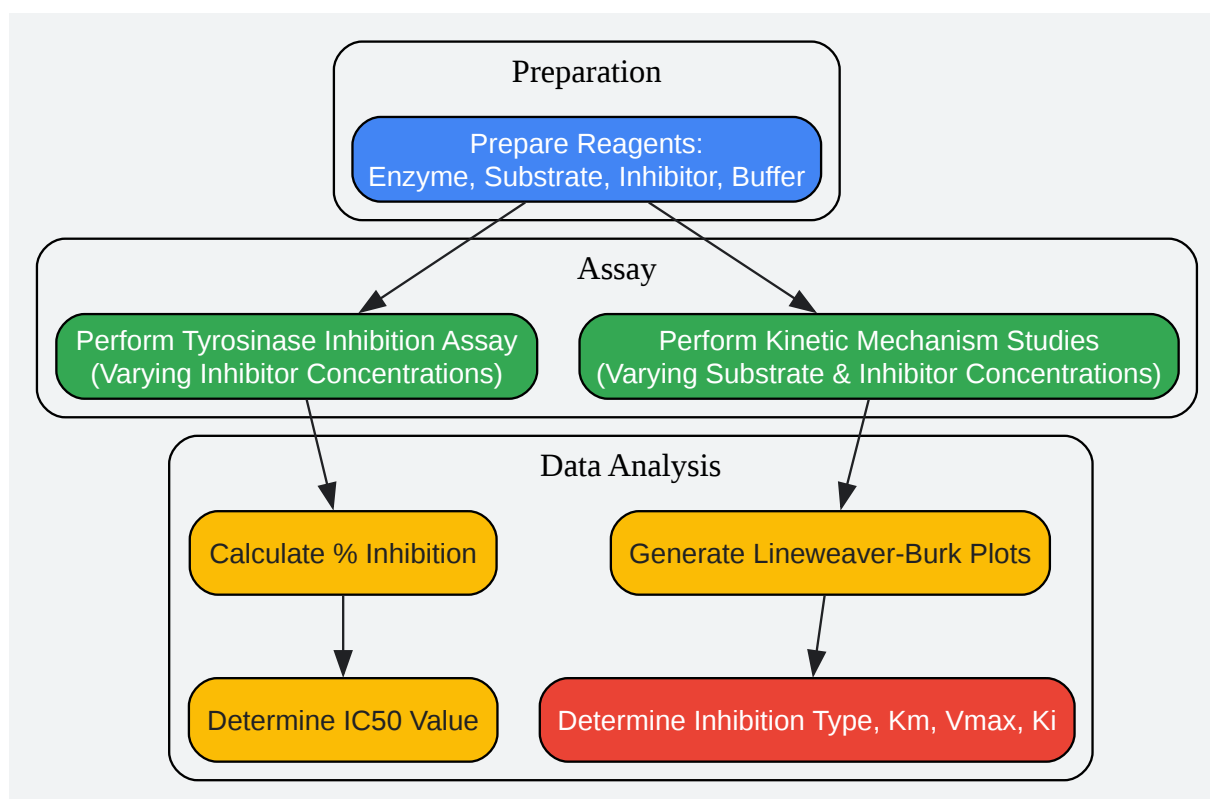 Preparation
Prepare Reagents:
Enzyme, Substrate, Inhibitor, Buffer
Assay
Perform Tyrosinase Inhibition Assay
(Varying Inhibitor Concentrations)
Perform Kinetic Mechanism Studies
(Varying Substrate & Inhibitor Concentrations)
Data Analysis
Calculate % Inhibition
Generate Lineweaver-Burk Plots
Determine IC50 Value
Determine Inhibition Type, Km, Vmax, Ki